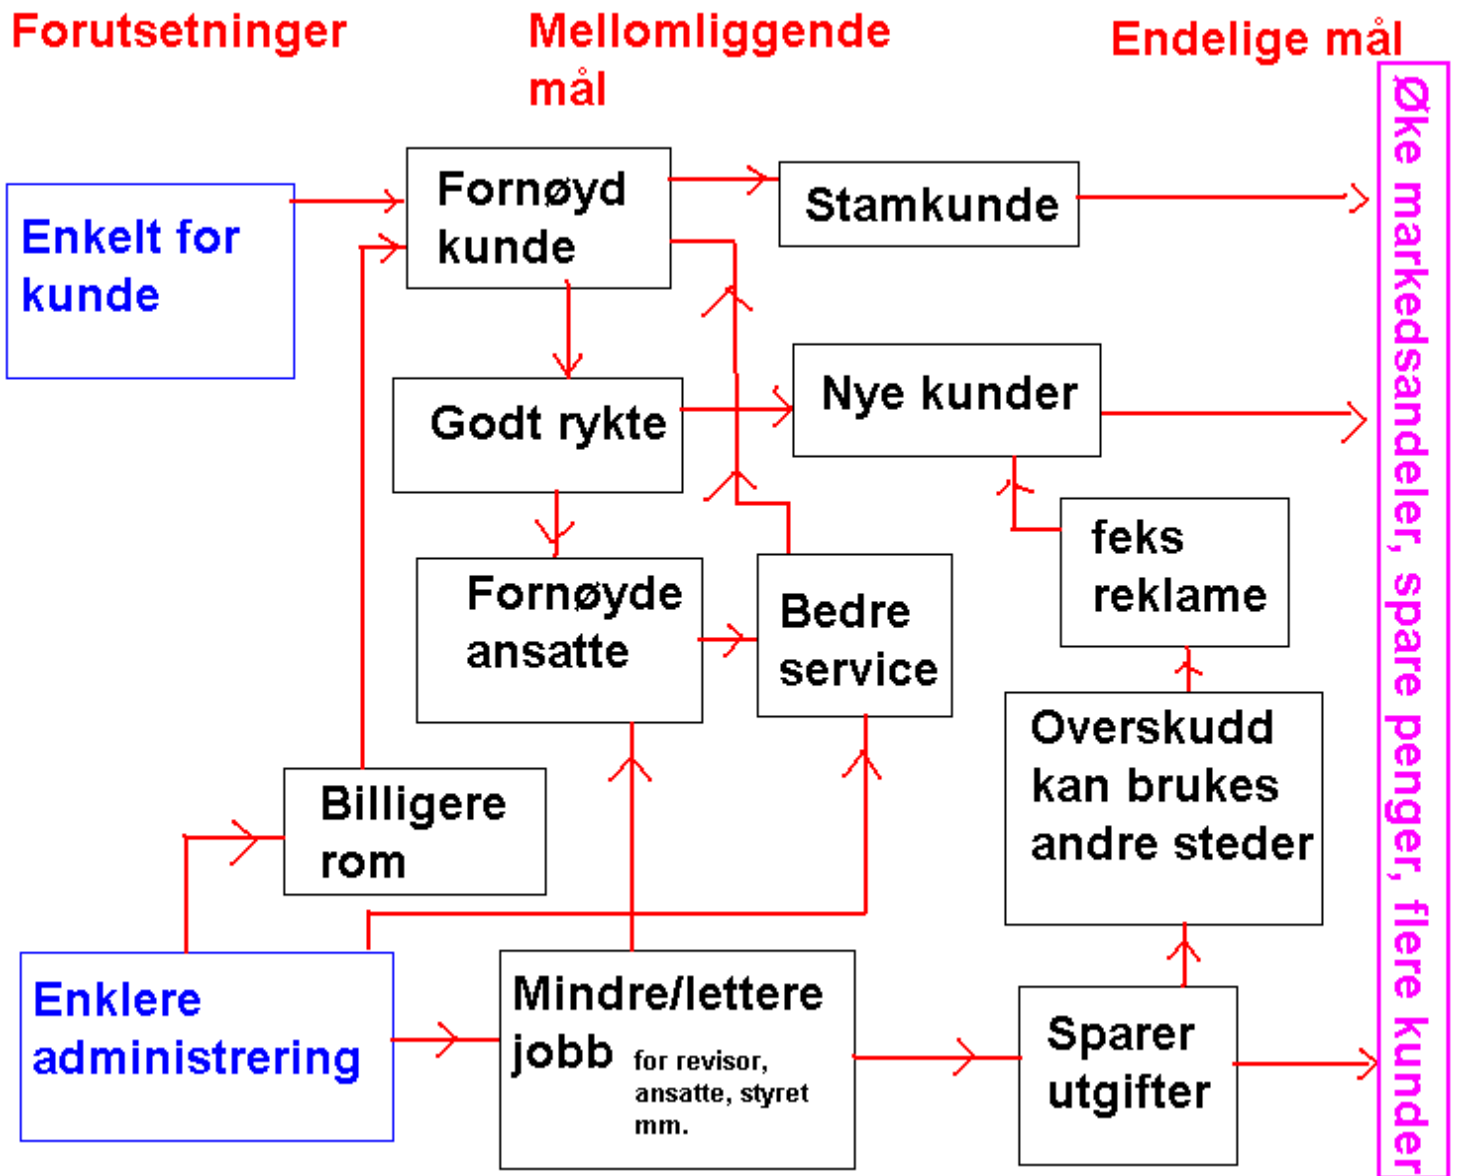 Forutsetninger
Mellomliggende
mål
Endelige mål
Enkelt for
kunde
Fornøyd
kunde
Stamkunde
Godt rykte
Nye kunder
Fornøyde
ansatte
Bedre
service
feks
reklame
Overskudd
kan brukes
andre steder
Billigere
rom
Enklere
administrering
Mindre/lettere
jobb for revisor,
ansatte, styret
mm.
Sparer
utgifter
Øke markedsandeler, spare penger, flere kunder